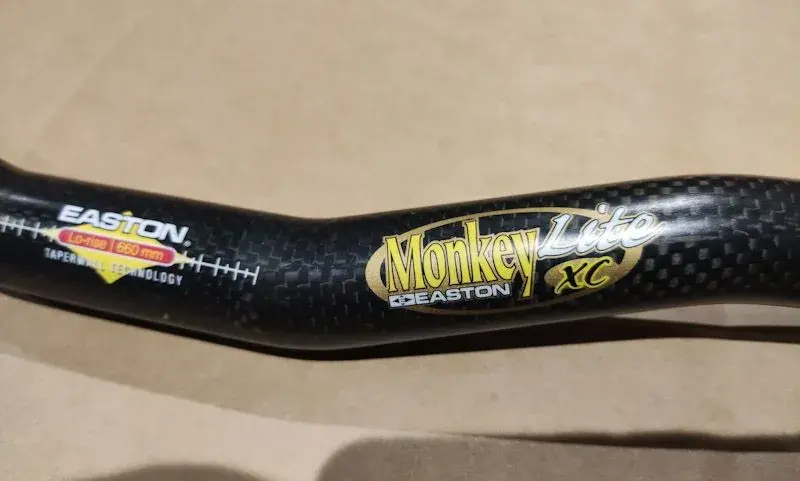 EASTON®
Lo-rise | 660 mm
TAPERWALL TECHNOLOGY
Monkey Lite
XC
EASTON